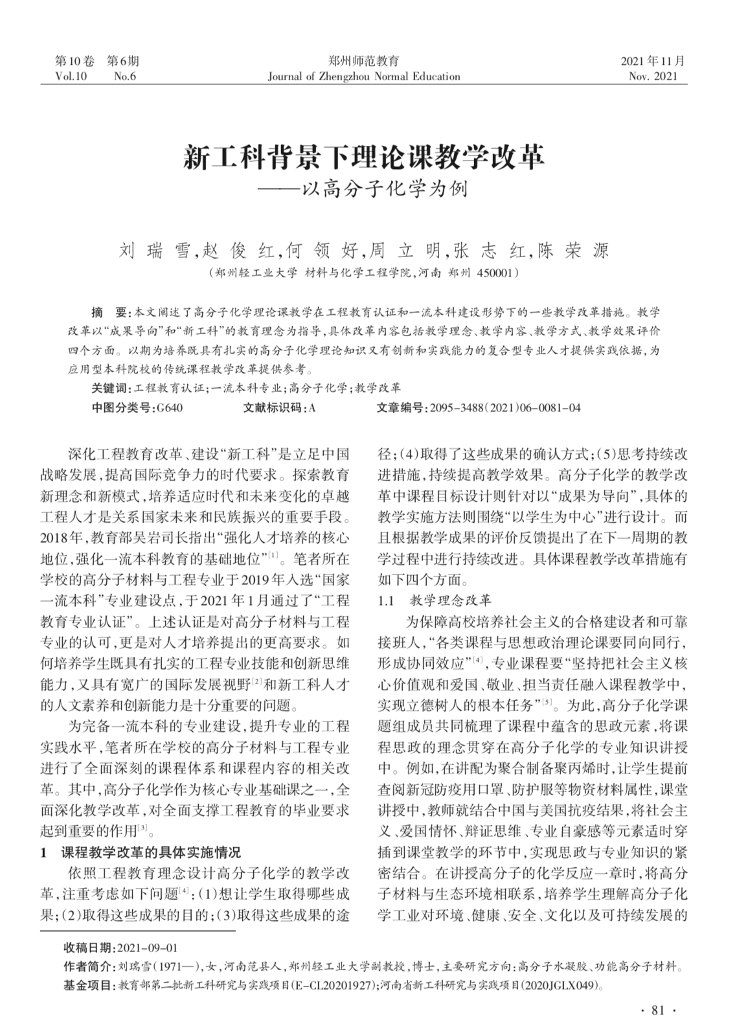 第10卷 第6期
Vol.10 No.6
郑州师范教育
Journal of Zhengzhou Normal Education
2021年11月
Nov. 2021
新工科背景下理论课教学改革
——以高分子化学为例
刘瑞雪,赵俊红,何领好,周立明,张志红,陈荣源
(郑州轻工业大学 材料与化学工程学院,河南 郑州 450001)
摘 要:本文阐述了高分子化学理论课教学在工程教育认证和一流本科建设形势下的一些教学改革措施。教学
改革以“成果导向”和“新工科”的教育理念为指导,具体改革内容包括教学理念、教学内容、教学方式、教学效果评价
四个方面。以期为培养既具有扎实的高分子化学理论知识又有创新和实践能力的复合型专业人才提供实践依据,为
应用型本科院校的传统课程教学改革提供参考。
关键词:工程教育认证;一流本科专业;高分子化学;教学改革
中图分类号:G640 文献标识码:A 文章编号:2095-3488(2021)06-0081-04
深化工程教育改革、建设“新工科”是立足中国
战略发展,提高国际竞争力的时代要求。探索教育
新理念和新模式,培养适应时代和未来变化的卓越
工程人才是关系国家未来和民族振兴的重要手段。
2018年,教育部吴岩司长指出“强化人才培养的核心
地位,强化一流本科教育的基础地位”[1]。笔者所在
学校的高分子材料与工程专业于2019年入选“国家
一流本科”专业建设点,于2021年1月通过了“工程
教育专业认证”。上述认证是对高分子材料与工程
专业的认可,更是对人才培养提出的更高要求。如
何培养学生既具有扎实的工程专业技能和创新思维
能力,又具有宽广的国际发展视野[2]和新工科人才
的人文素养和创新能力是十分重要的问题。
为完备一流本科的专业建设,提升专业的工程
实践水平,笔者所在学校的高分子材料与工程专业
进行了全面深刻的课程体系和课程内容的相关改
革。其中,高分子化学作为核心专业基础课之一,全
面深化教学改革,对全面支撑工程教育的毕业要求
起到重要的作用[3]。
1 课程教学改革的具体实施情况
依照工程教育理念设计高分子化学的教学改
革,注重考虑如下问题[4]:(1)想让学生取得哪些成
果;(2)取得这些成果的目的;(3)取得这些成果的途
径;(4)取得了这些成果的确认方式;(5)思考持续改
进措施,持续提高教学效果。高分子化学的教学改
革中课程目标设计则针对以“成果为导向”,具体的
教学实施方法则围绕“以学生为中心”进行设计。而
且根据教学成果的评价反馈提出了在下一周期的教
学过程中进行持续改进。具体课程教学改革措施有
如下四个方面。
1.1 教学理念改革
为保障高校培养社会主义的合格建设者和可靠
接班人,“各类课程与思想政治理论课要同向同行,
形成协同效应”[4],专业课程要“坚持把社会主义核
心价值观和爱国、敬业、担当责任融入课程教学中,
实现立德树人的根本任务”[5]。为此,高分子化学课
题组成员共同梳理了课程中蕴含的思政元素,将课
程思政的理念贯穿在高分子化学的专业知识讲授
中。例如,在讲配为聚合制备聚丙烯时,让学生提前
查阅新冠防疫用口罩、防护服等物资材料属性,课堂
讲授中,教师就结合中国与美国抗疫结果,将社会主
义、爱国情怀、辩证思维、专业自豪感等元素适时穿
插到课堂教学的环节中,实现思政与专业知识的紧
密结合。在讲授高分子的化学反应一章时,将高分
子材料与生态环境相联系,培养学生理解高分子化
学工业对环境、健康、安全、文化以及可持续发展的
收稿日期:2021-09-01
作者简介:刘瑞雪(1971—),女,河南范县人,郑州轻工业大学副教授,博士,主要研究方向:高分子水凝胶、功能高分子材料。
基金项目:教育部第二批新工科研究与实践项目(E-CL20201927);河南省新工科研究与实践项目(2020JGLX049)。
·81·